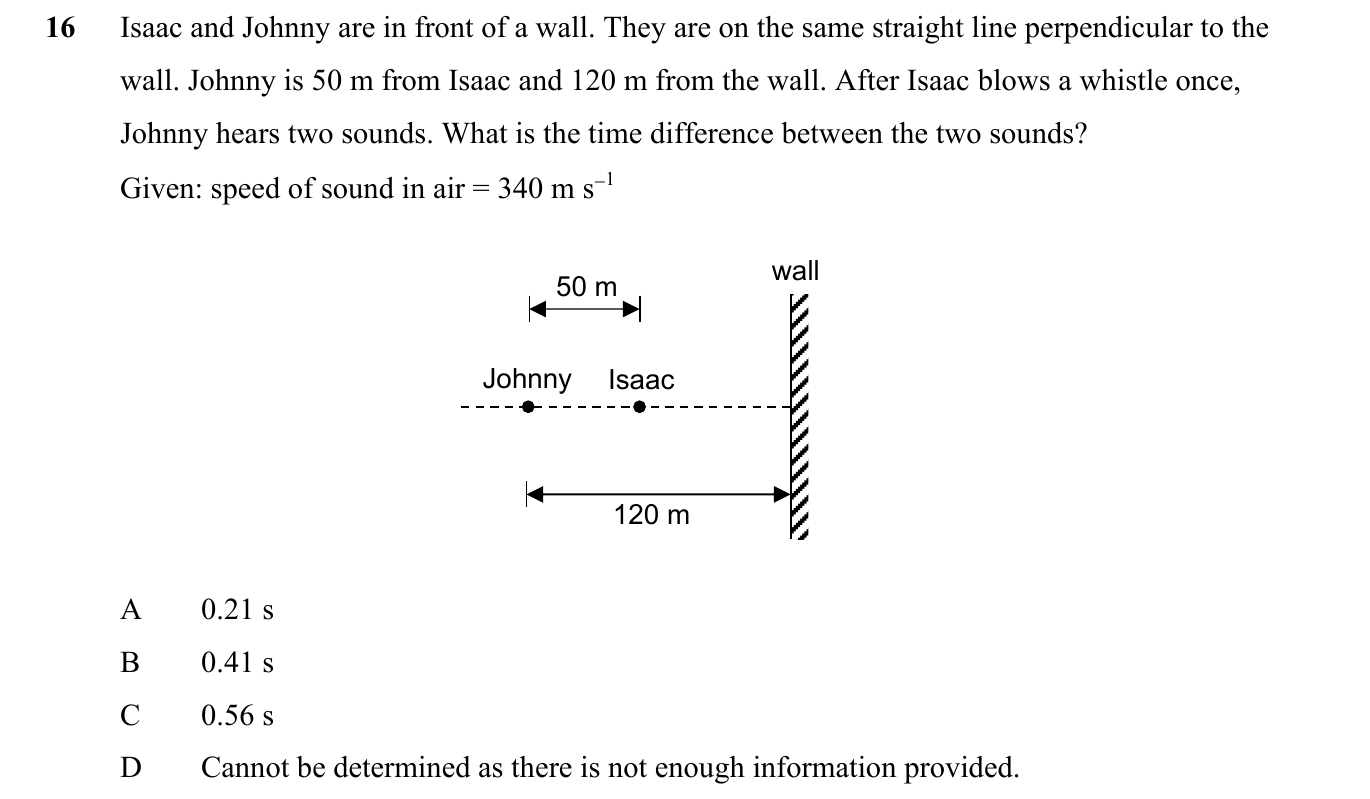 16 Isaac and Johnny are in front of a wall. They are on the same straight line perpendicular to the
wall. Johnny is 50 m from Isaac and 120 m from the wall. After Isaac blows a whistle once,
Johnny hears two sounds. What is the time difference between the two sounds?
Given: speed of sound in air = 340 m s⁻¹
wall
50 m
Johnny Isaac
120 m
A 0.21 s
B 0.41 s
C 0.56 s
D Cannot be determined as there is not enough information provided.